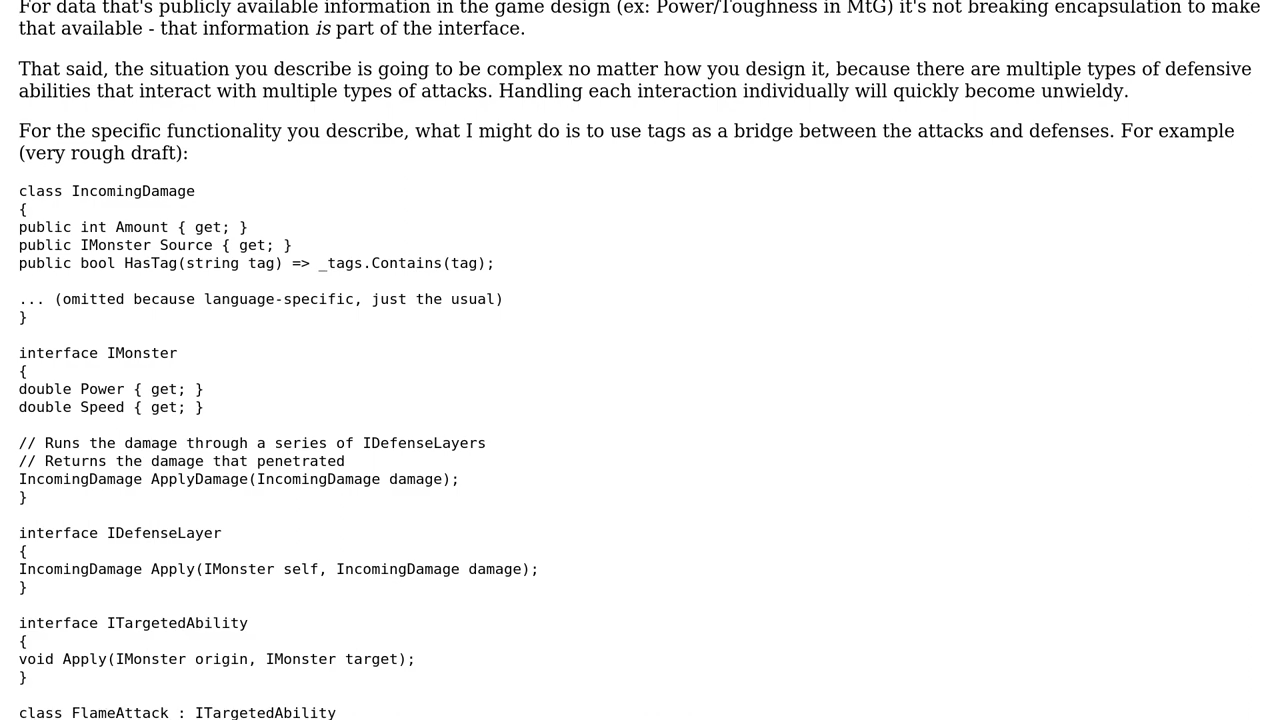 For data that's publicly available information in the game design (ex: Power/Toughness in MtG) it's not breaking encapsulation to make
that available - that information is part of the interface.
That said, the situation you describe is going to be complex no matter how you design it, because there are multiple types of defensive
abilities that interact with multiple types of attacks. Handling each interaction individually will quickly become unwieldy.
For the specific functionality you describe, what I might do is to use tags as a bridge between the attacks and defenses. For example
(very rough draft):
class IncomingDamage
{
public int Amount { get; }
public IMonster Source { get; }
public bool HasTag(string tag) => _tags.Contains(tag);
... (omitted because language-specific, just the usual)
}
interface IMonster
{
double Power { get; }
double Speed { get; }
// Runs the damage through a series of IDefenseLayers
// Returns the damage that penetrated
IncomingDamage ApplyDamage(IncomingDamage damage);
}
interface IDefenseLayer
{
IncomingDamage Apply(IMonster self, IncomingDamage damage);
}
interface ITargetedAbility
{
void Apply(IMonster origin, IMonster target);
}
class FlameAttack : ITargetedAbility